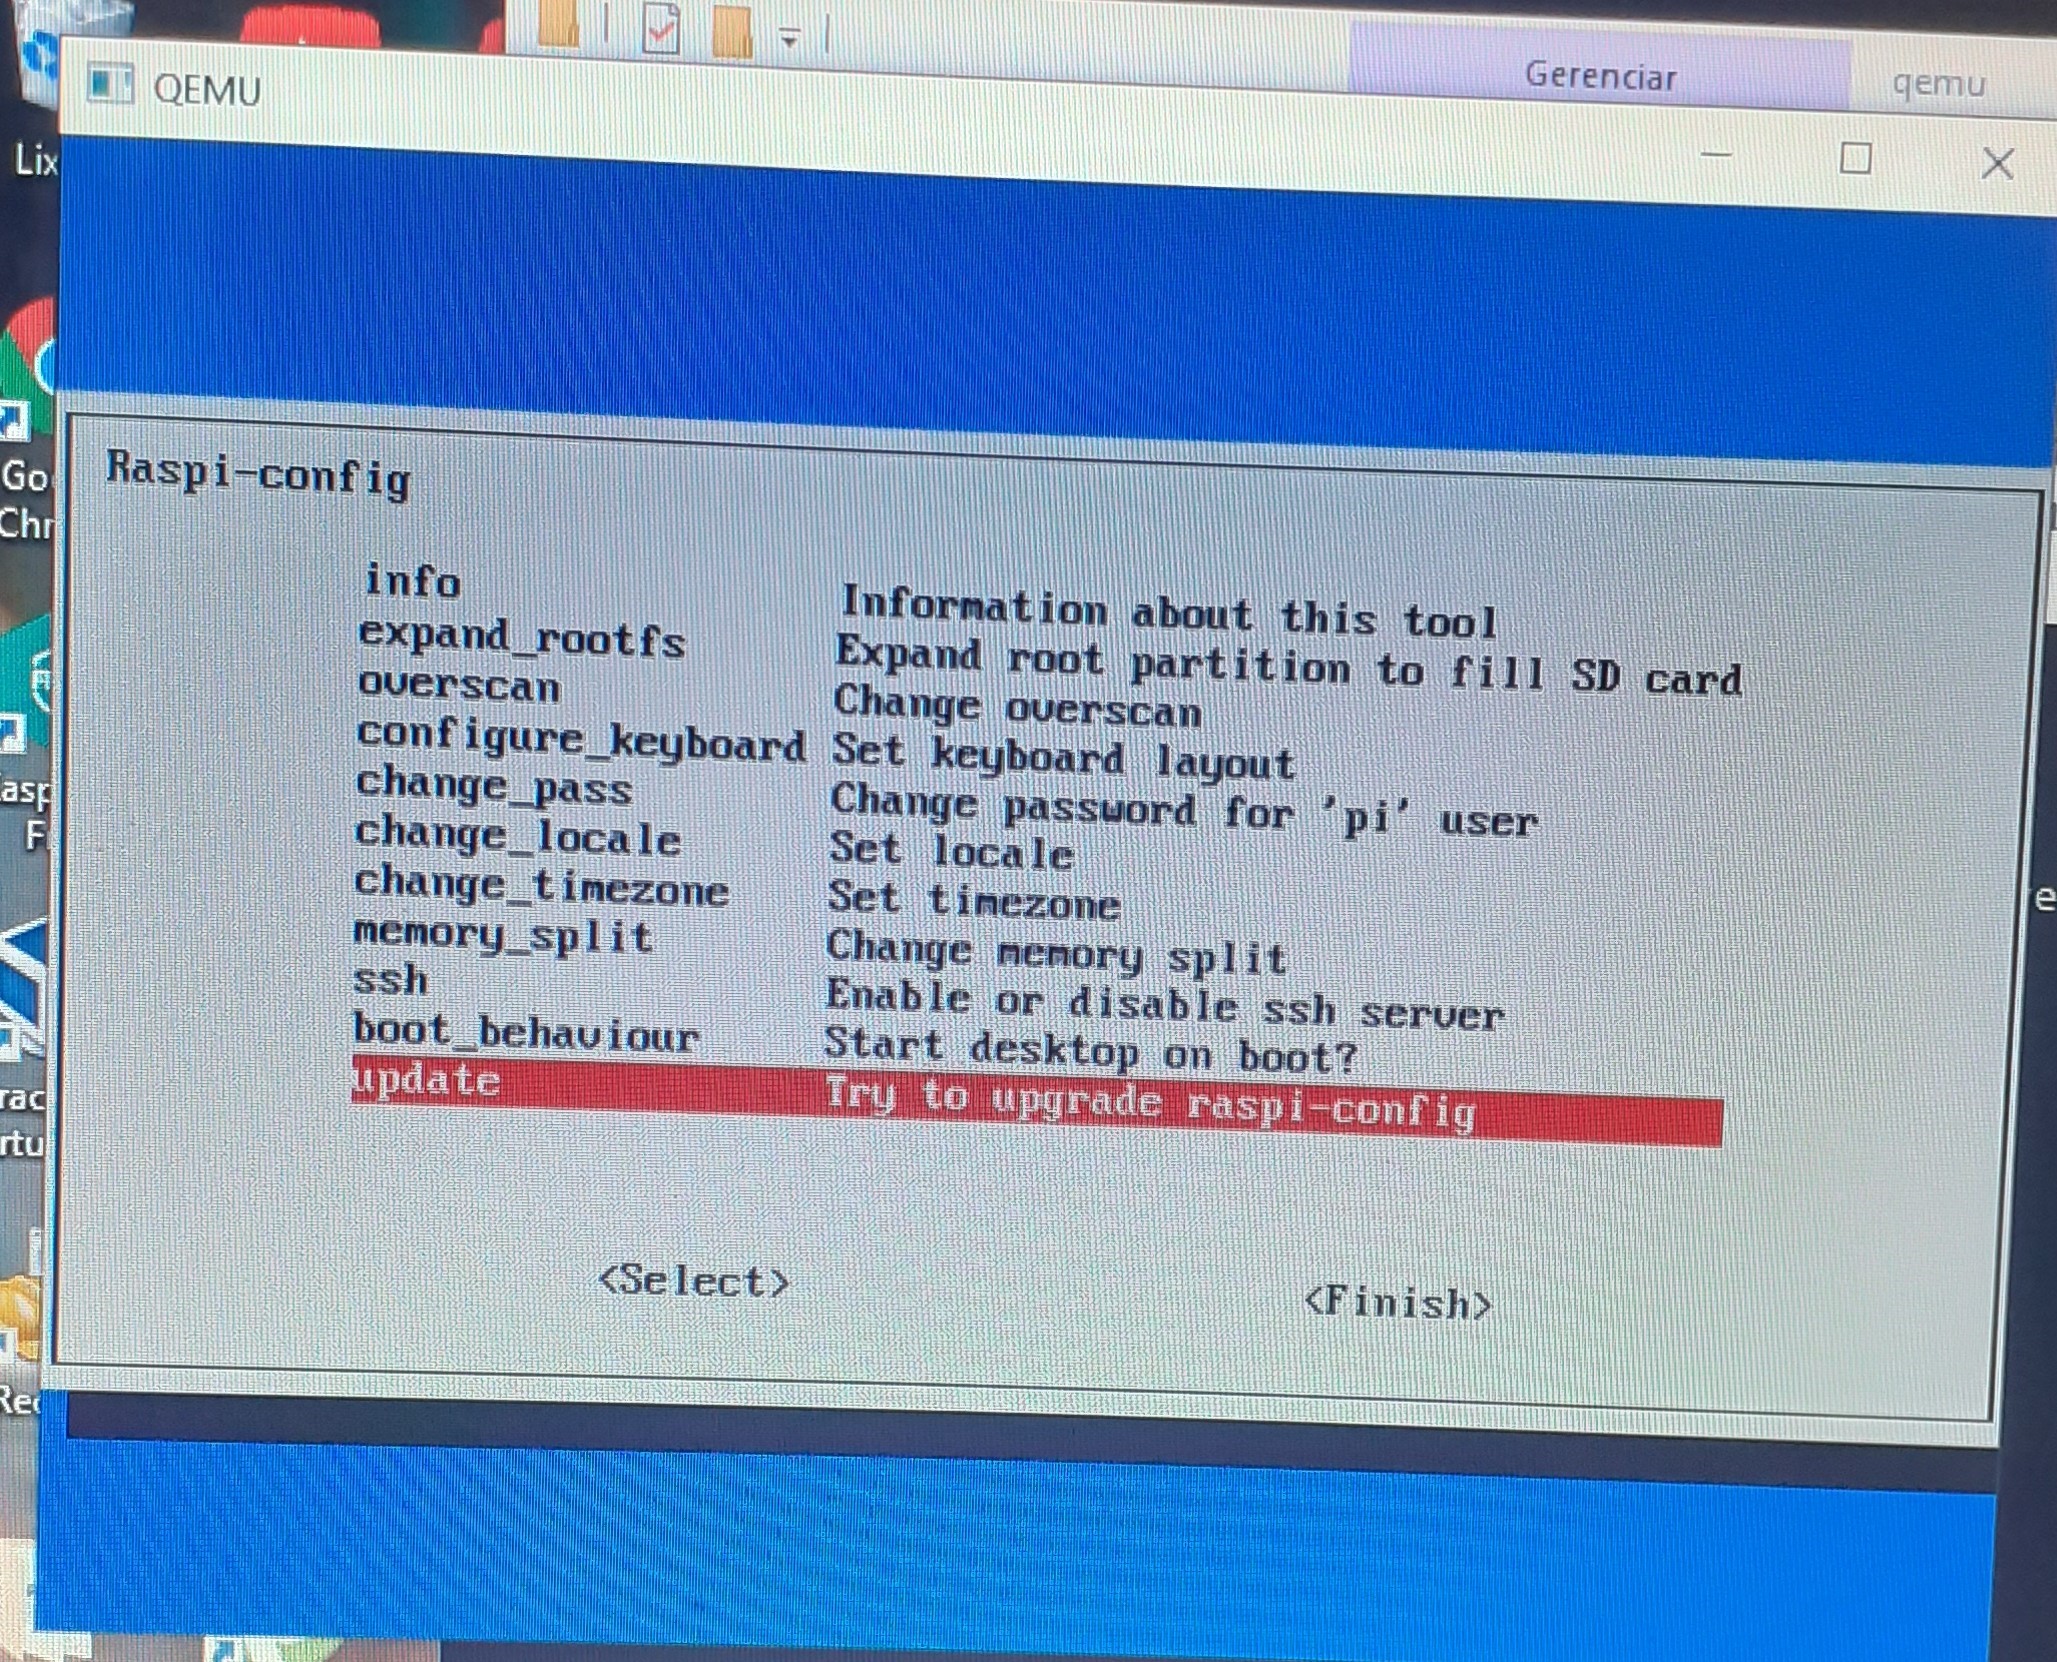 Gerenciar
qemu
QEMU
Lix
Go
Chr
Raspi-config
info Information about this tool
expand_rootfs Expand root partition to fill SD card
overscan Change overscan
configure_keyboard Set keyboard layout
change_pass Change password for 'pi' user
change_locale Set locale
change_timezone Set timezone
memory_split Change memory split
ssh Enable or disable ssh server
boot_behaviour Start desktop on boot?
update Try to upgrade raspi-config
<Select> <Finish>
asp
F
rac
rtu
Rec
e